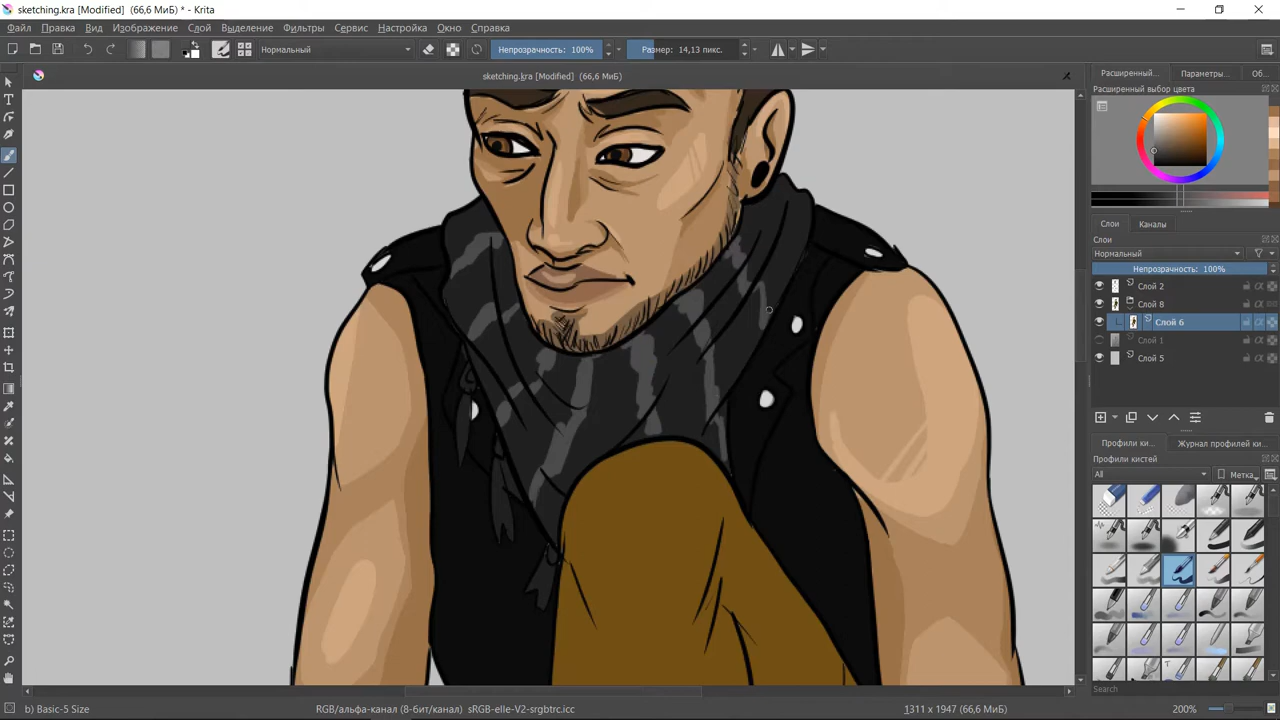 sketching.kra [Modified] (66,6 МиБ) * - Krita
Файл Правка Вид Изображение Слой Выделение Фильтры Сервис Настройка Окно Справка
Нормальный Непрозрачность: 100% Размер: 14,13 пикс.
sketching.kra [Modified] (66,6 МиБ)
Расширенный... Параметры... Об...
Расширенный выбор цвета
Слои Каналы
Слои
Нормальный
Непрозрачность: 100%
Слой 2
Слой 8
Слой 6
Слой 1
Слой 5
Профили ки... Журнал профилей ки...
Профили кистей
All Метка
Search
b) Basic-5 Size RGB/альфа-канал (8-бит/канал) sRGB-elle-V2-srgbtrc.icc 1311 x 1947 (66,6 МиБ) 200%